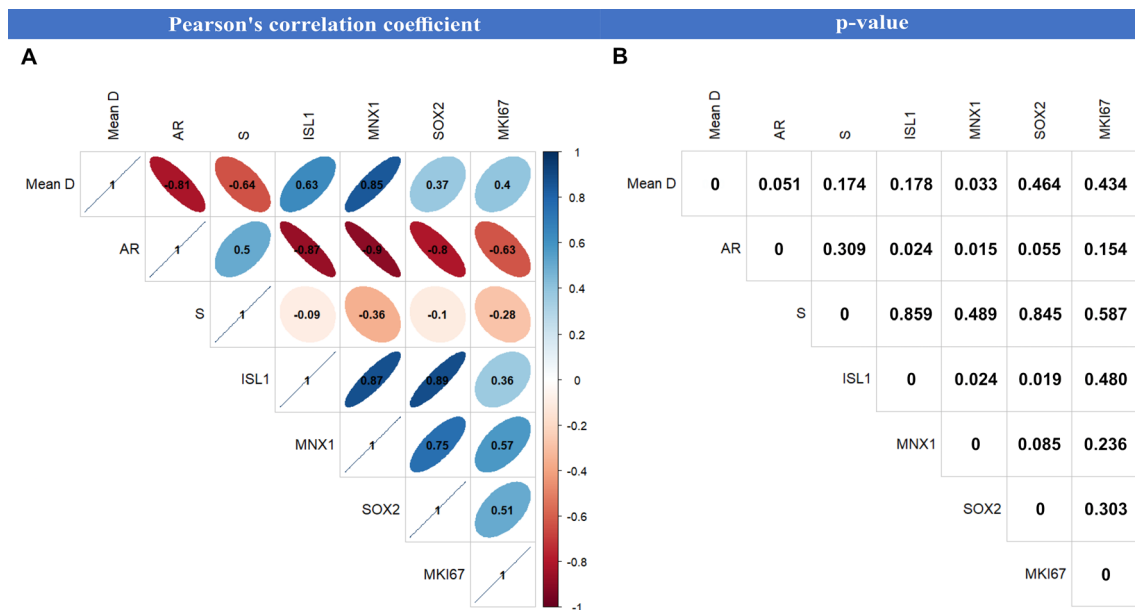 Pearson's correlation coefficient
p-value
A
B
Mean D AR S ISL1 MNX1 SOX2 MKI67
Mean D 1 -0.81 -0.64 0.63 0.85 0.37 0.4
AR 1 0.5 -0.87 -0.9 -0.8 -0.63
S 1 -0.09 -0.36 -0.1 -0.28
ISL1 1 0.87 0.89 0.36
MNX1 1 0.75 0.57
SOX2 1 0.51
MKI67 1
1
0.8
0.6
0.4
0.2
0
-0.2
-0.4
-0.6
-0.8
-1
Mean D AR S ISL1 MNX1 SOX2 MKI67
Mean D 0 0.051 0.174 0.178 0.033 0.464 0.434
AR 0 0.309 0.024 0.015 0.055 0.154
S 0 0.859 0.489 0.845 0.587
ISL1 0 0.024 0.019 0.480
MNX1 0 0.085 0.236
SOX2 0 0.303
MKI67 0